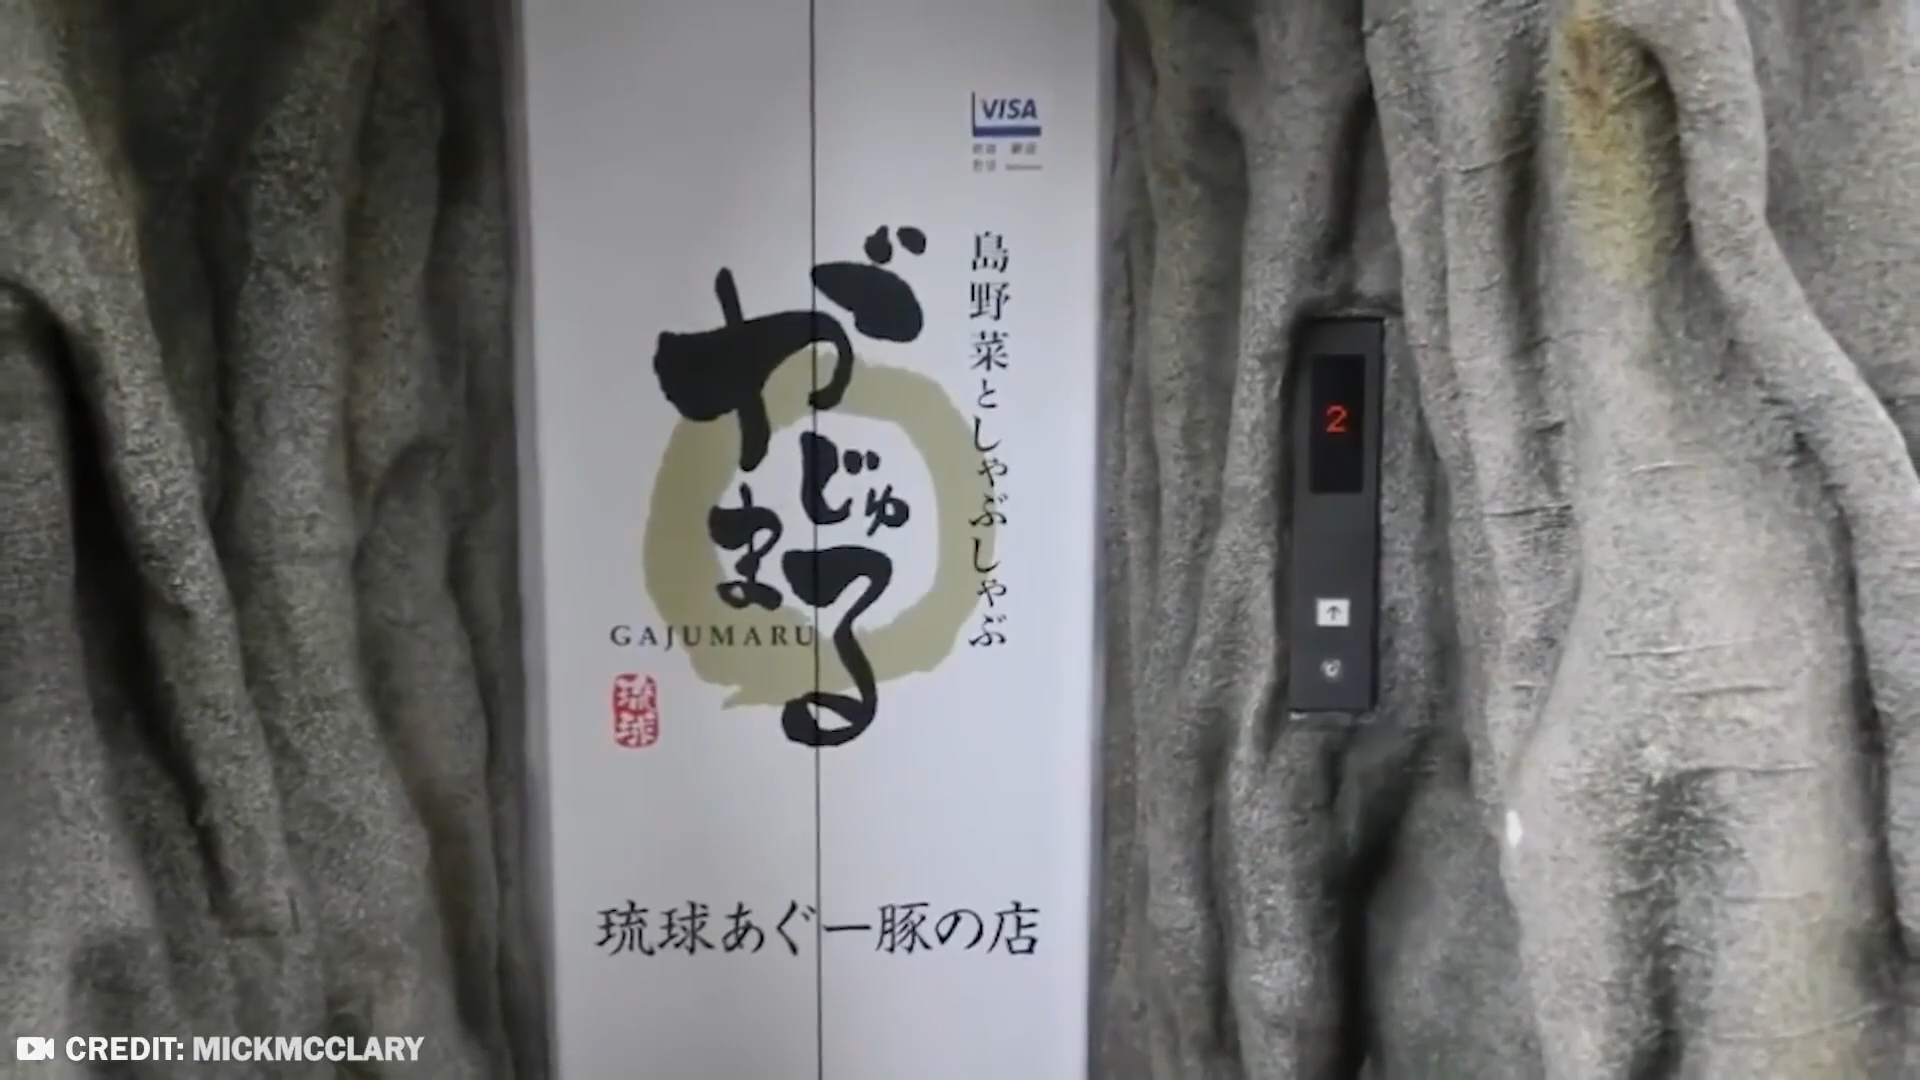 VISA
島野菜としゃぶしゃぶ
がじゅまる
GAJUMARU
琉球
琉球あぐー豚の店
2
CREDIT: MICKMCCLARY